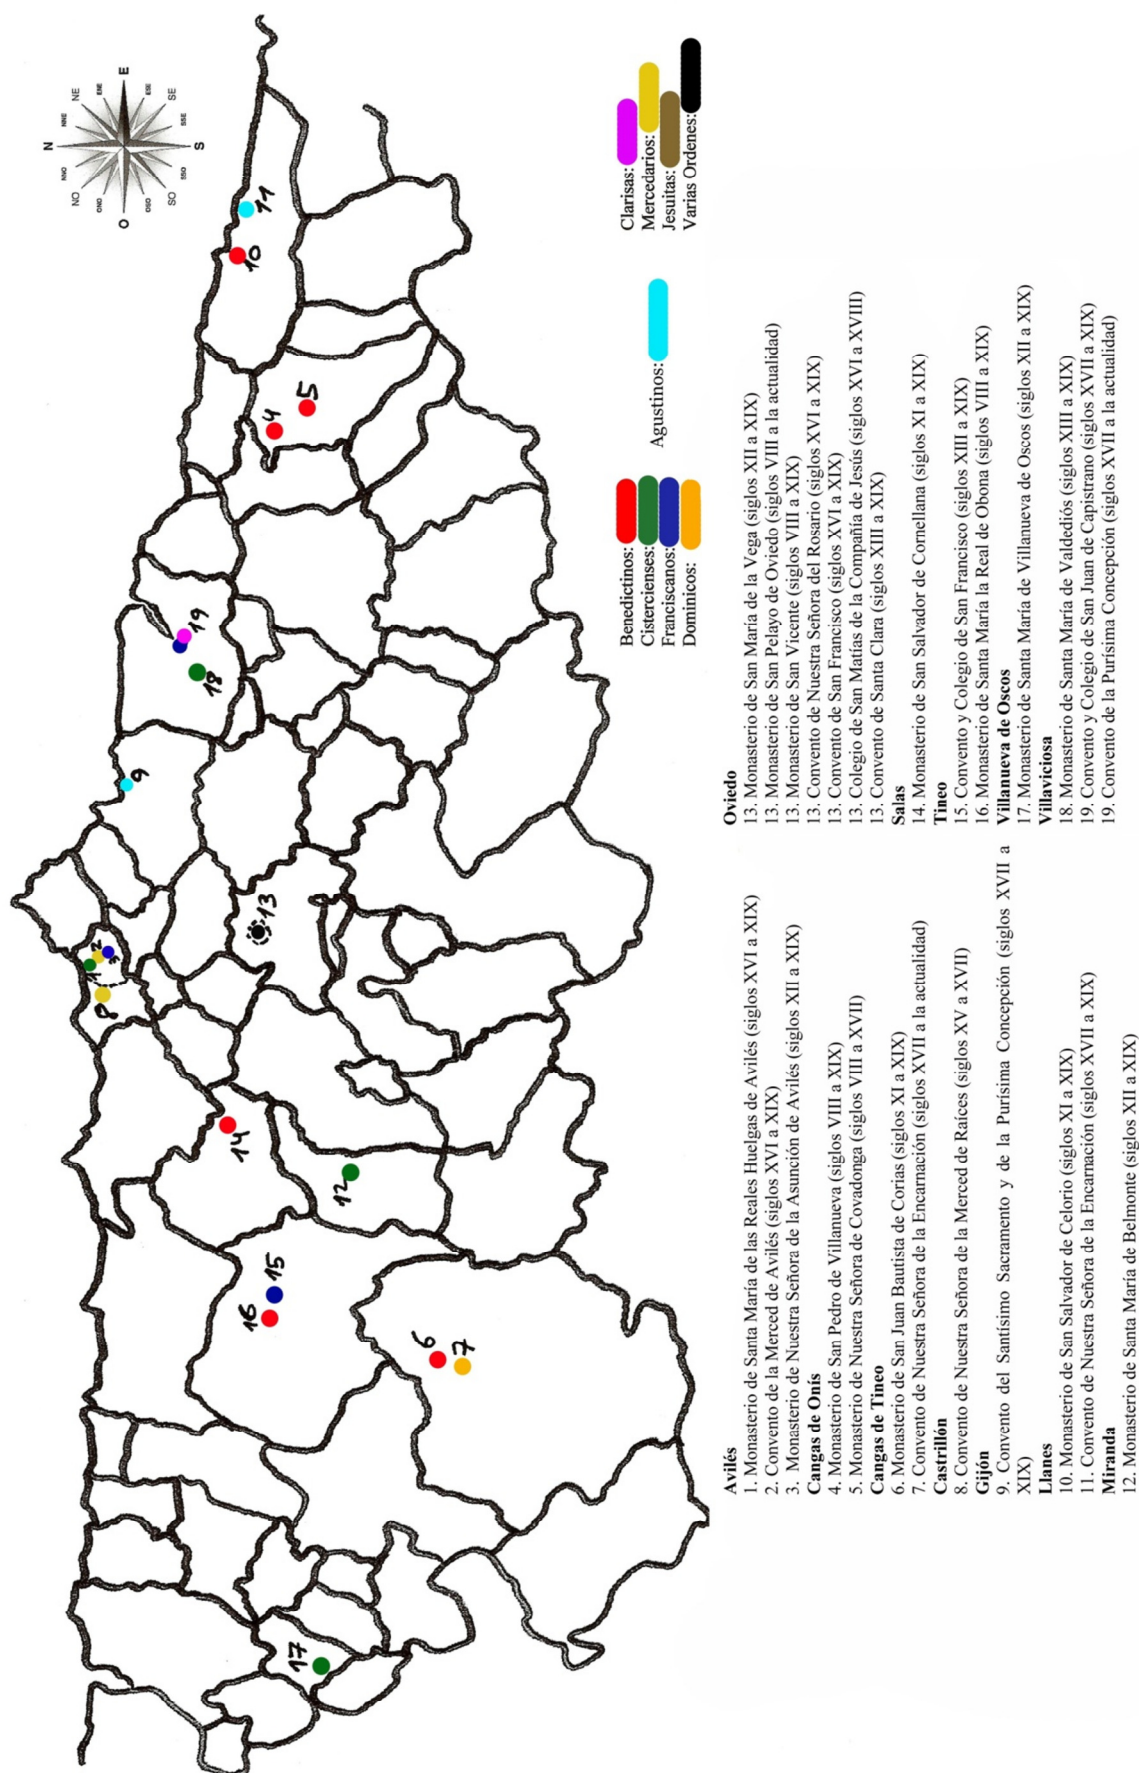 N
NNE
NE
ENE
E
ESE
SE
SSE
S
SSO
SO
OSO
O
ONO
NO
NNO
1
2
3
8
9
18
19
4
5
10
11
13
14
12
16
15
6
7
17
Benedictinos:
Cistercienses:
Franciscanos:
Dominicos:
Agustinos:
Clarisas:
Mercedarios:
Jesuitas:
Varias Ordenes:
Avilés
1. Monasterio de Santa María de las Reales Huelgas de Avilés (siglos XVI a XIX)
2. Convento de la Merced de Avilés (siglos XVI a XIX)
3. Monasterio de Nuestra Señora de la Asunción de Avilés (siglos XII a XIX)
Cangas de Onís
4. Monasterio de San Pedro de Villanueva (siglos VIII a XIX)
5. Monasterio de Nuestra Señora de Covadonga (siglos VIII a XVII)
Cangas de Tineo
6. Monasterio de San Juan Bautista de Corias (siglos XI a XIX)
7. Convento de Nuestra Señora de la Encarnación (siglos XVII a la actualidad)
Castrillón
8. Convento de Nuestra Señora de la Merced de Raíces (siglos XV a XVII)
Gijón
9. Convento del Santísimo Sacramento y de la Purísima Concepción (siglos XVII a
XIX)
Llanes
10. Monasterio de San Salvador de Celorio (siglos XI a XIX)
11. Convento de Nuestra Señora de la Encarnación (siglos XVII a XIX)
Miranda
12. Monasterio de Santa María de Belmonte (siglos XII a XIX)
Oviedo
13. Monasterio de San María de la Vega (siglos XII a XIX)
13. Monasterio de San Pelayo de Oviedo (siglos VIII a la actualidad)
13. Monasterio de San Vicente (siglos VIII a XIX)
13. Convento de Nuestra Señora del Rosario (siglos XVI a XIX)
13. Convento de San Francisco (siglos XVI a XIX)
13. Colegio de San Matías de la Compañía de Jesús (siglos XVI a XVIII)
13. Convento de Santa Clara (siglos XIII a XIX)
Salas
14. Monasterio de San Salvador de Cornellana (siglos XI a XIX)
Tineo
15. Convento y Colegio de San Francisco (siglos XIII a XIX)
16. Monasterio de Santa María la Real de Obona (siglos VIII a XIX)
Villanueva de Oscos
17. Monasterio de Santa María de Villanueva de Oscos (siglos XII a XIX)
Villaviciosa
18. Monasterio de Santa María de Valdediós (siglos XIII a XIX)
19. Convento y Colegio de San Juan de Capistrano (siglos XVII a XIX)
19. Convento de la Purísima Concepción (siglos XVII a la actualidad)